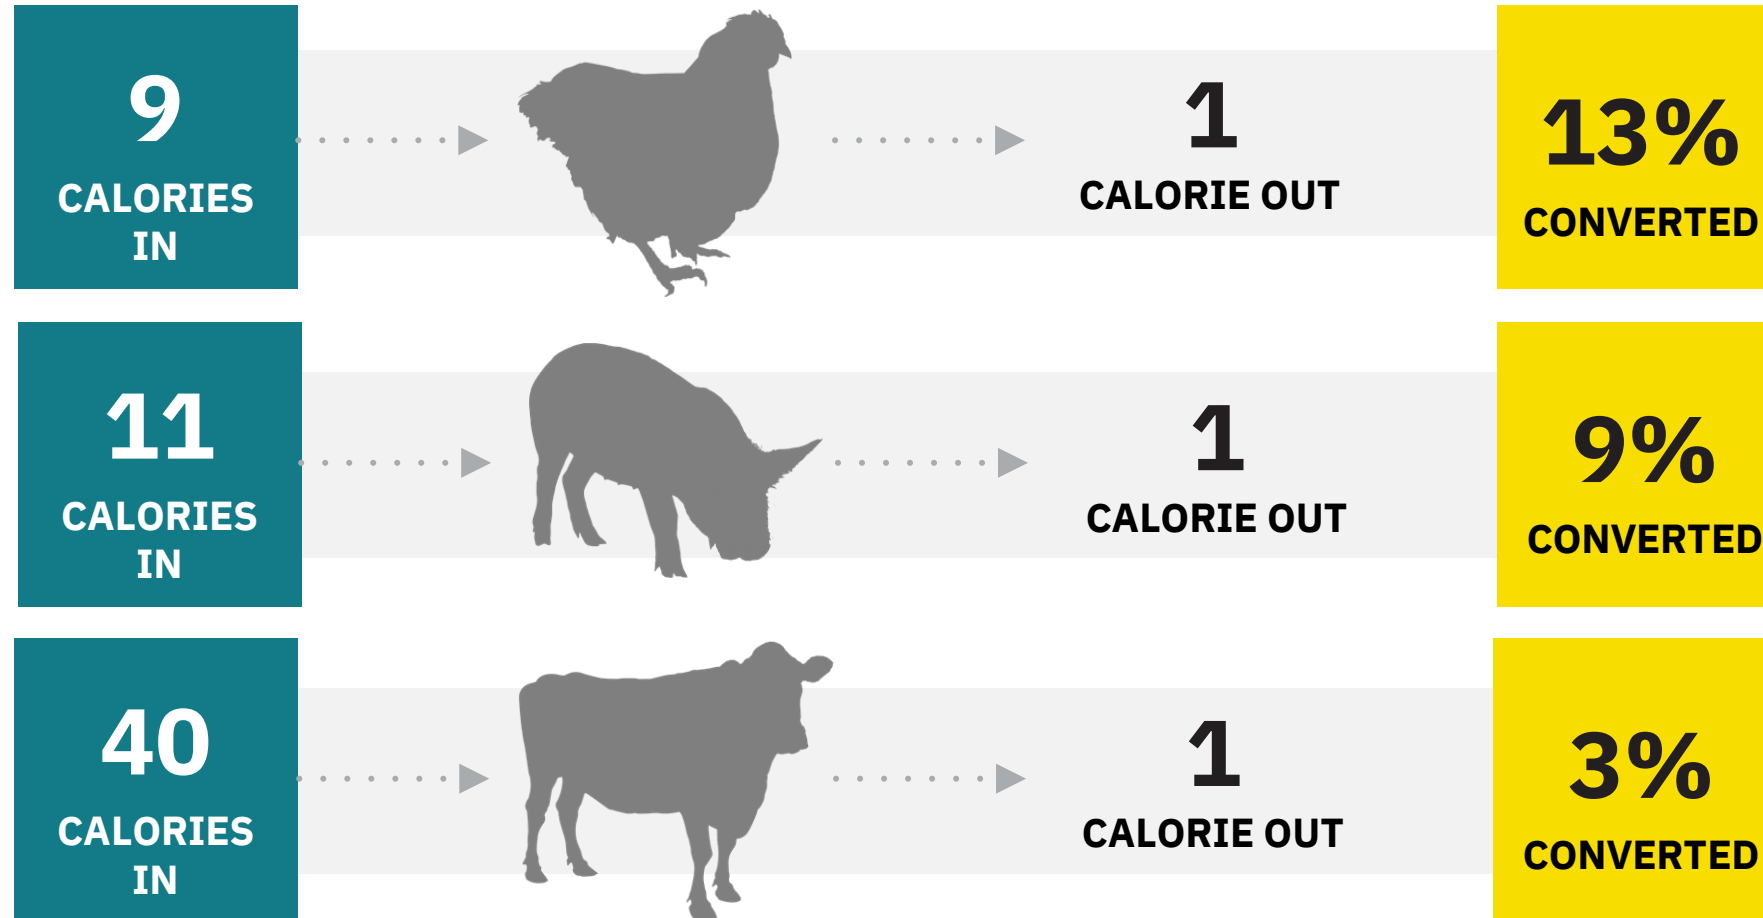 9
CALORIES
IN
1
CALORIE OUT
13%
CONVERTED
11
CALORIES
IN
1
CALORIE OUT
9%
CONVERTED
40
CALORIES
IN
1
CALORIE OUT
3%
CONVERTED